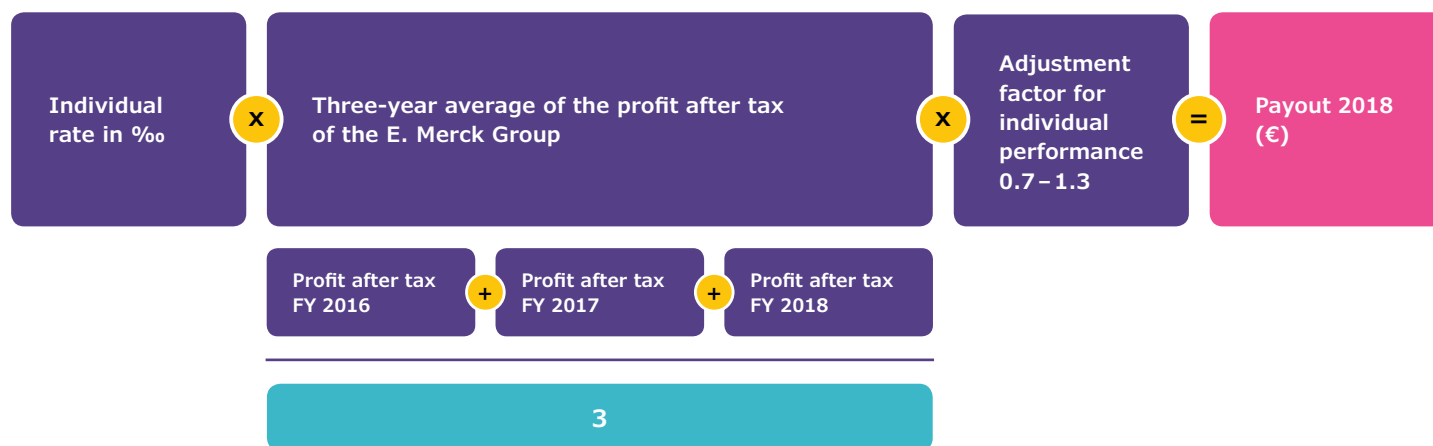 Individual
rate in ‰
x
Three-year average of the profit after tax
of the E. Merck Group
x
Adjustment
factor for
individual
performance
0.7–1.3
=
Payout 2018
(€)
Profit after tax
FY 2016
+
Profit after tax
FY 2017
+
Profit after tax
FY 2018
3